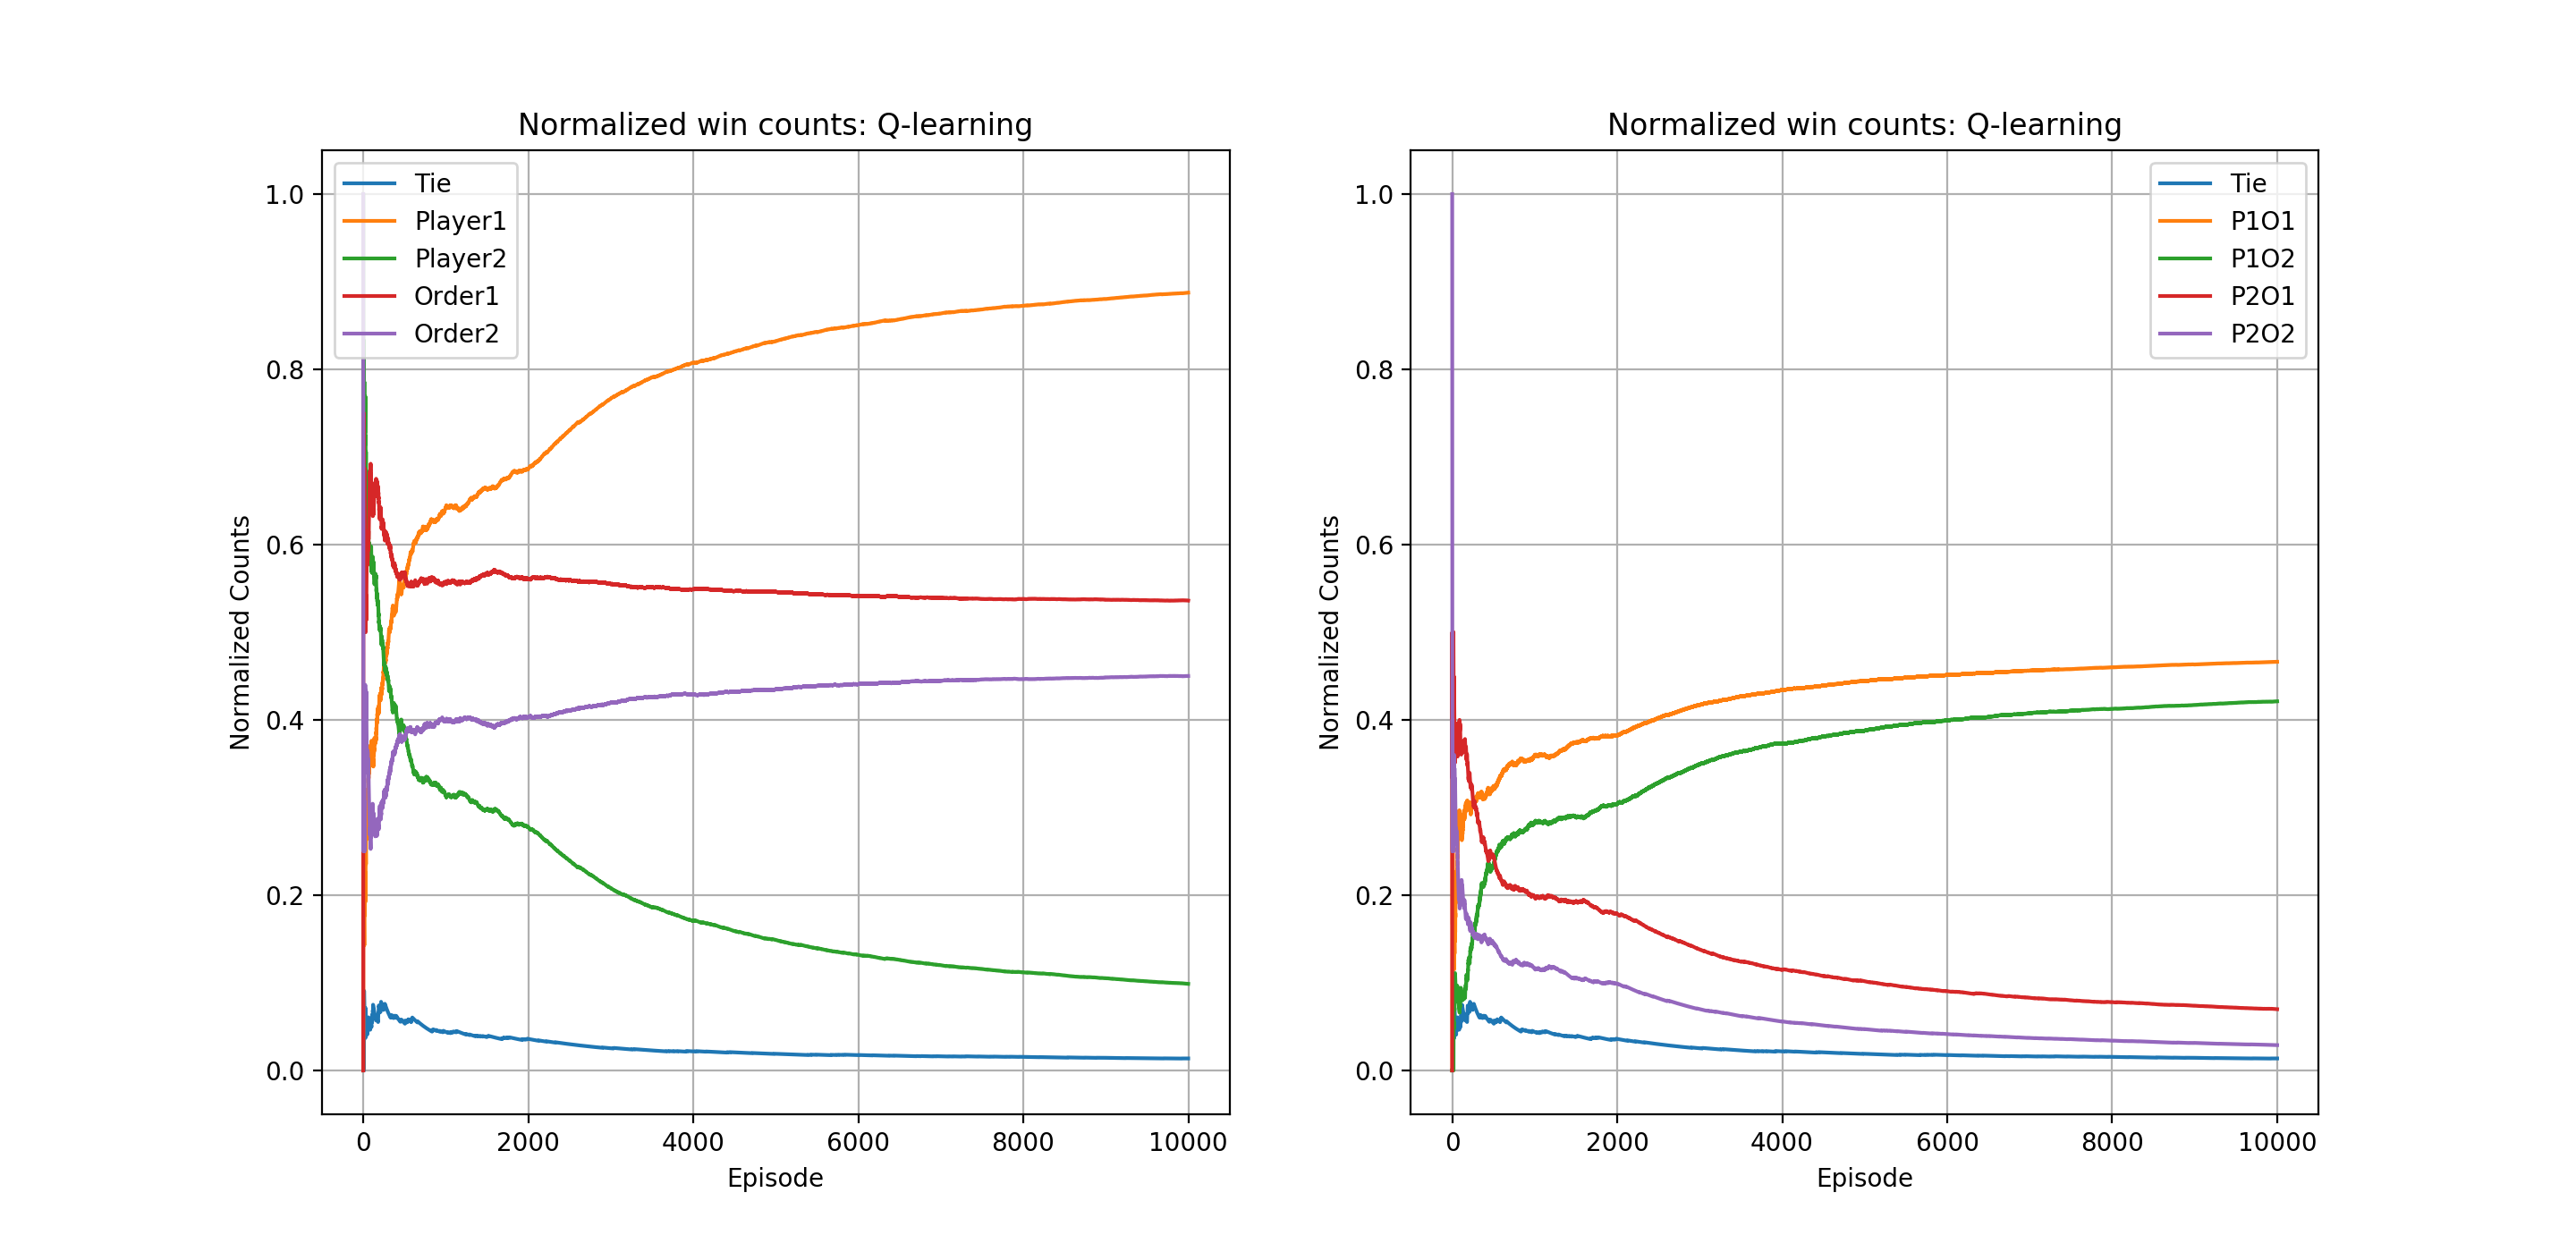 Normalized win counts: Q-learning
Tie
Player1
Player2
Order1
Order2
1.0
0.8
0.6
0.4
0.2
0.0
Normalized Counts
0 2000 4000 6000 8000 10000
Episode
Normalized win counts: Q-learning
Tie
P1O1
P1O2
P2O1
P2O2
1.0
0.8
0.6
0.4
0.2
0.0
Normalized Counts
0 2000 4000 6000 8000 10000
Episode